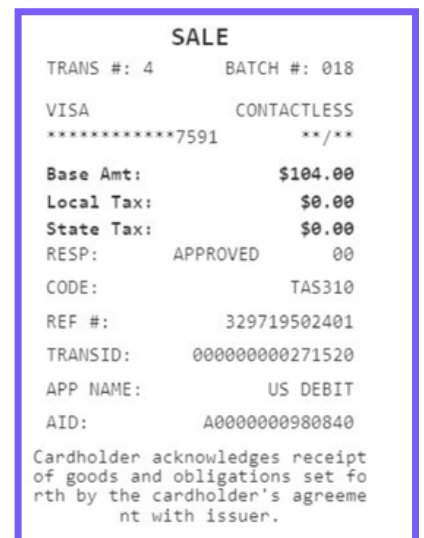 SALE
TRANS #: 4 BATCH #: 018
VISA CONTACTLESS
************7591 **/**
Base Amt: $104.00
Local Tax: $0.00
State Tax: $0.00
RESP: APPROVED 00
CODE: TAS310
REF #: 329719502401
TRANSID: 000000000271520
APP NAME: US DEBIT
AID: A0000000980840
Cardholder acknowledges receipt
of goods and obligations set fo
rth by the cardholder's agreeme
nt with issuer.